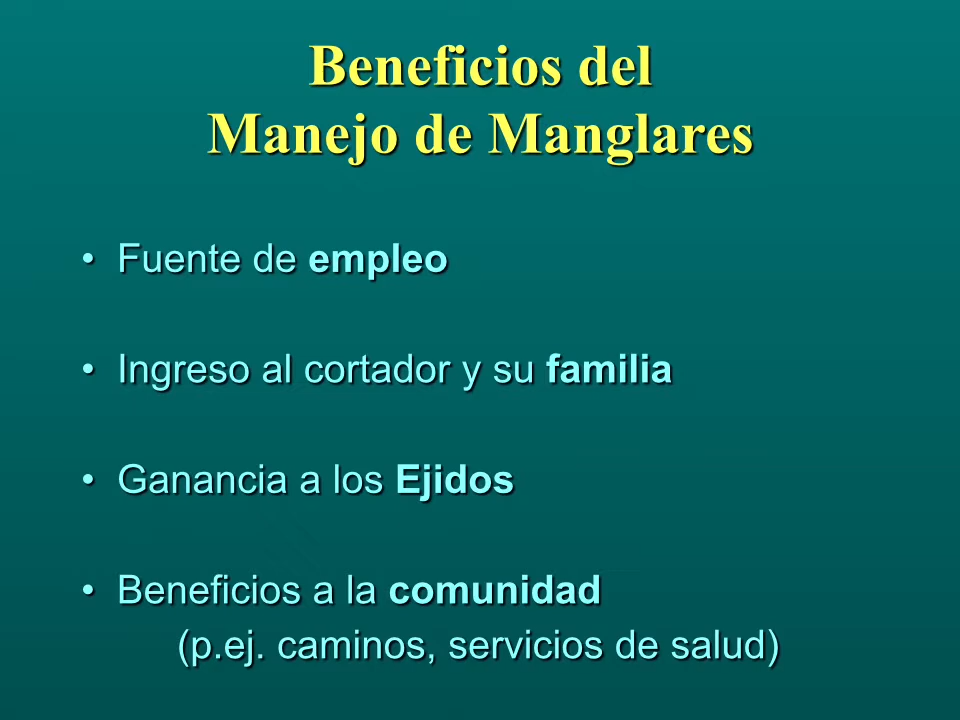 Beneficios del
Manejo de Manglares
• Fuente de empleo
• Ingreso al cortador y su familia
• Ganancia a los Ejidos
• Beneficios a la comunidad
(p.ej. caminos, servicios de salud)